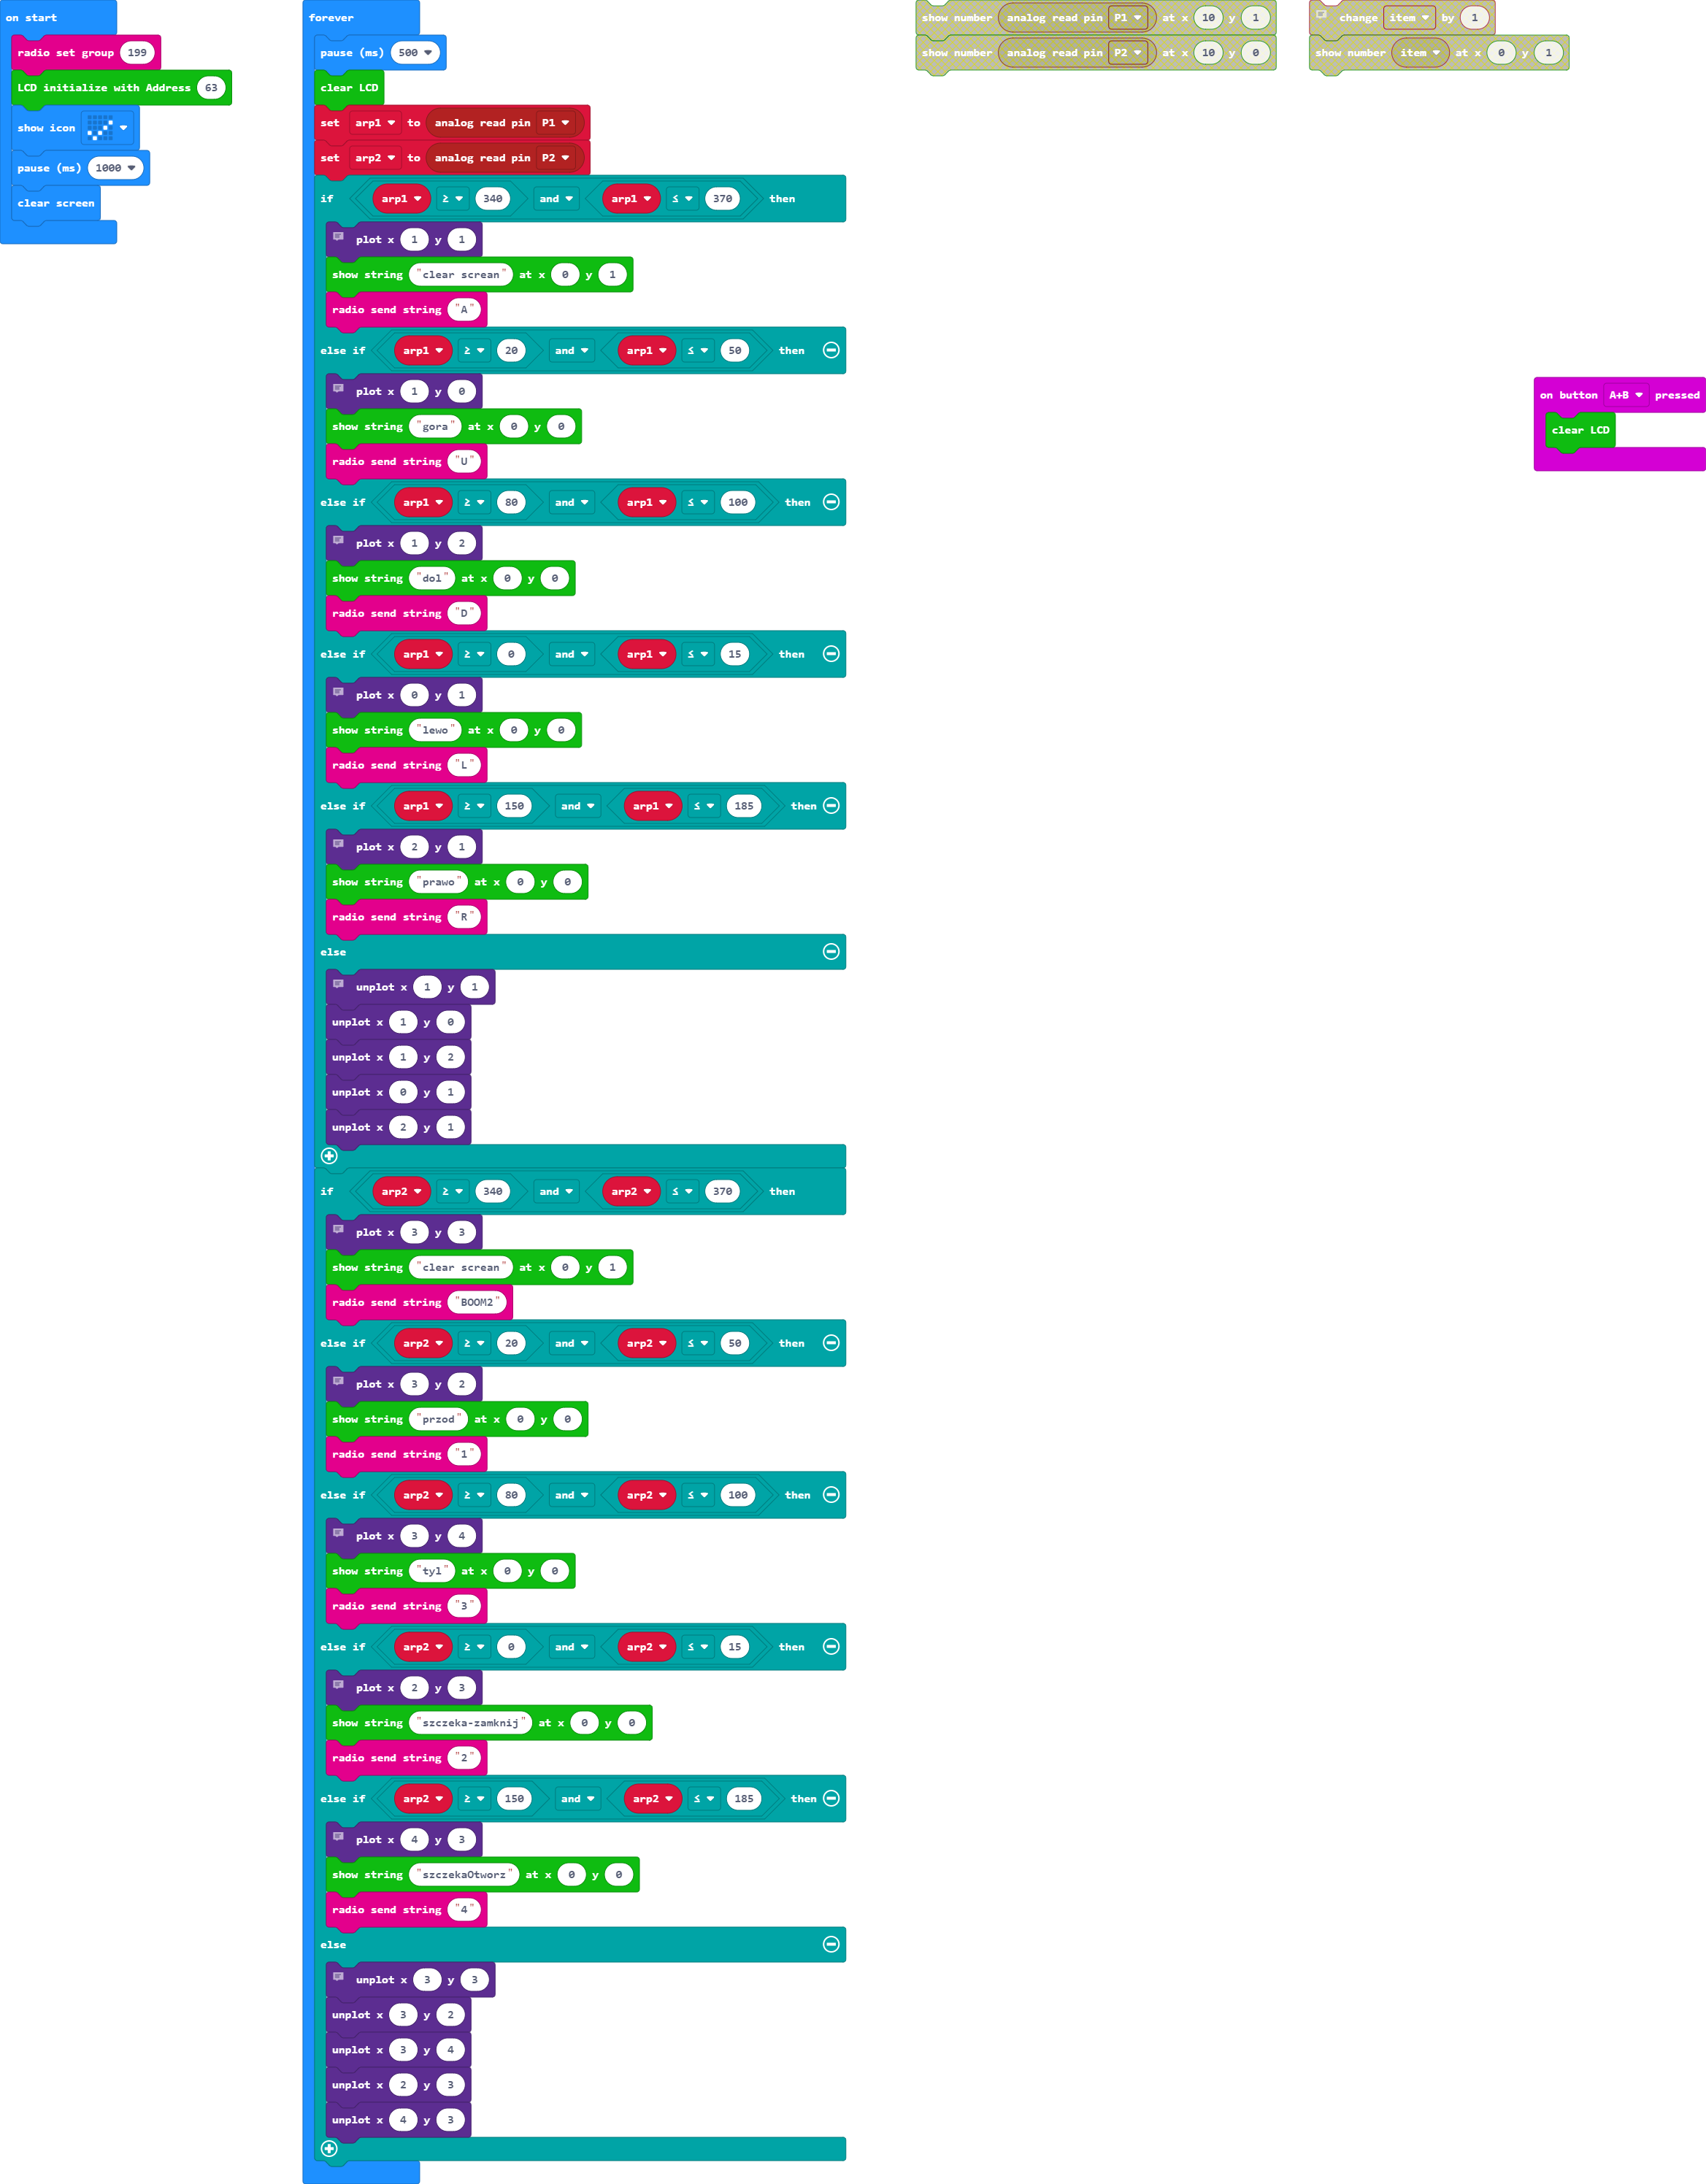 on start
radio set group 199
LCD initialize with Address 63
show icon
pause (ms) 1000
clear screen
forever
pause (ms) 500
clear LCD
set arp1 to analog read pin P1
set arp2 to analog read pin P2
if arp1 ≥ 340 and arp1 ≤ 370 then
plot x 1 y 1
show string "clear screan" at x 0 y 1
radio send string "A"
else if arp1 ≥ 20 and arp1 ≤ 50 then
plot x 1 y 0
show string "gora" at x 0 y 0
radio send string "U"
else if arp1 ≥ 80 and arp1 ≤ 100 then
plot x 1 y 2
show string "dol" at x 0 y 0
radio send string "D"
else if arp1 ≥ 0 and arp1 ≤ 15 then
plot x 0 y 1
show string "lewo" at x 0 y 0
radio send string "L"
else if arp1 ≥ 150 and arp1 ≤ 185 then
plot x 2 y 1
show string "prawo" at x 0 y 0
radio send string "R"
else
unplot x 1 y 1
unplot x 1 y 0
unplot x 1 y 2
unplot x 0 y 1
unplot x 2 y 1
if arp2 ≥ 340 and arp2 ≤ 370 then
plot x 3 y 3
show string "clear screan" at x 0 y 1
radio send string "BOOM2"
else if arp2 ≥ 20 and arp2 ≤ 50 then
plot x 3 y 2
show string "przod" at x 0 y 0
radio send string "1"
else if arp2 ≥ 80 and arp2 ≤ 100 then
plot x 3 y 4
show string "tyl" at x 0 y 0
radio send string "3"
else if arp2 ≥ 0 and arp2 ≤ 15 then
plot x 2 y 3
show string "szczeka-zamknij" at x 0 y 0
radio send string "2"
else if arp2 ≥ 150 and arp2 ≤ 185 then
plot x 4 y 3
show string "szczekaOtworz" at x 0 y 0
radio send string "4"
else
unplot x 3 y 3
unplot x 3 y 2
unplot x 3 y 4
unplot x 2 y 3
unplot x 4 y 3
show number analog read pin P1 at x 10 y 1
show number analog read pin P2 at x 10 y 0
change item by 1
show number item at x 0 y 1
on button A+B pressed
clear LCD